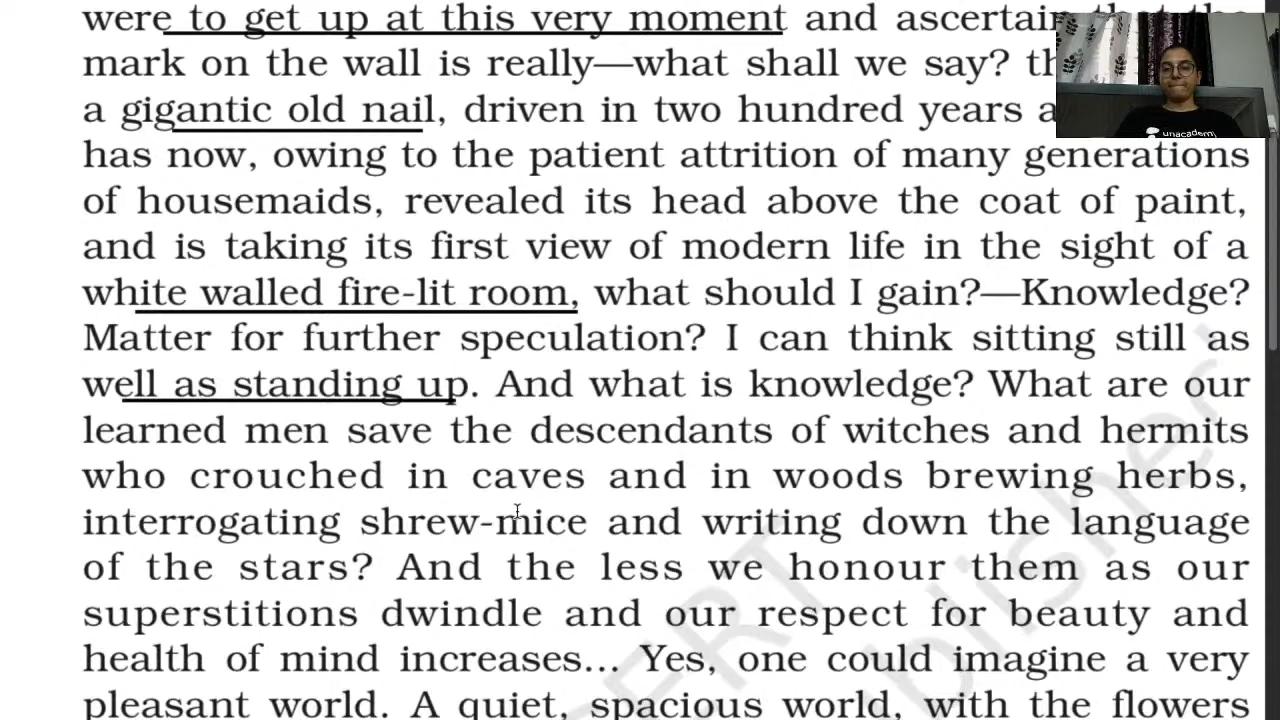 were to get up at this very moment and ascertain that the
mark on the wall is really—what shall we say? th
a gigantic old nail, driven in two hundred years a
has now, owing to the patient attrition of many generations
of housemaids, revealed its head above the coat of paint,
and is taking its first view of modern life in the sight of a
white walled fire-lit room, what should I gain?—Knowledge?
Matter for further speculation? I can think sitting still as
well as standing up. And what is knowledge? What are our
learned men save the descendants of witches and hermits
who crouched in caves and in woods brewing herbs,
interrogating shrew-mice and writing down the language
of the stars? And the less we honour them as our
superstitions dwindle and our respect for beauty and
health of mind increases... Yes, one could imagine a very
pleasant world. A quiet, spacious world, with the flowers
unacademy